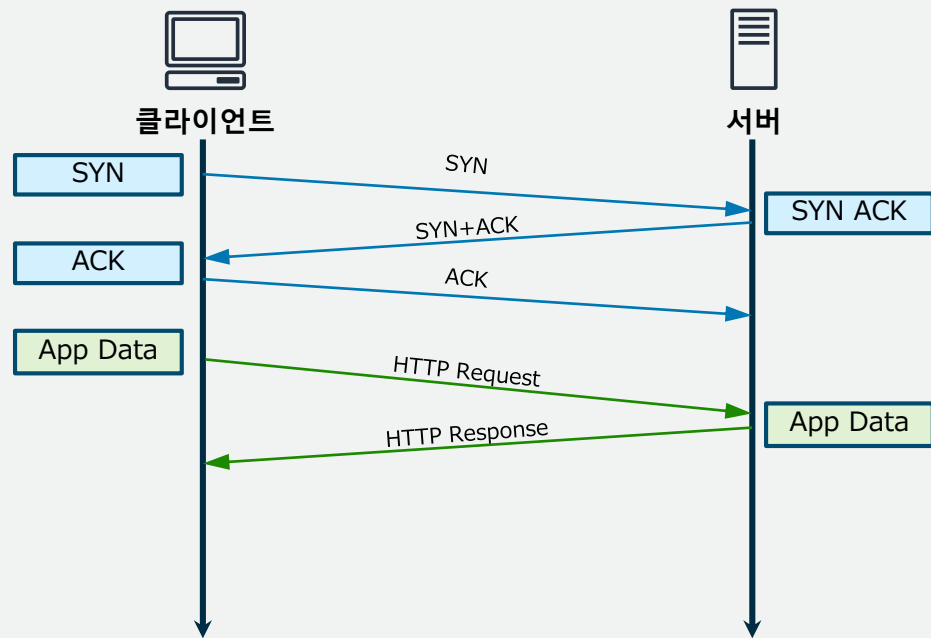 클라이언트
서버
SYN
SYN
SYN ACK
SYN+ACK
ACK
ACK
App Data
HTTP Request
App Data
HTTP Response